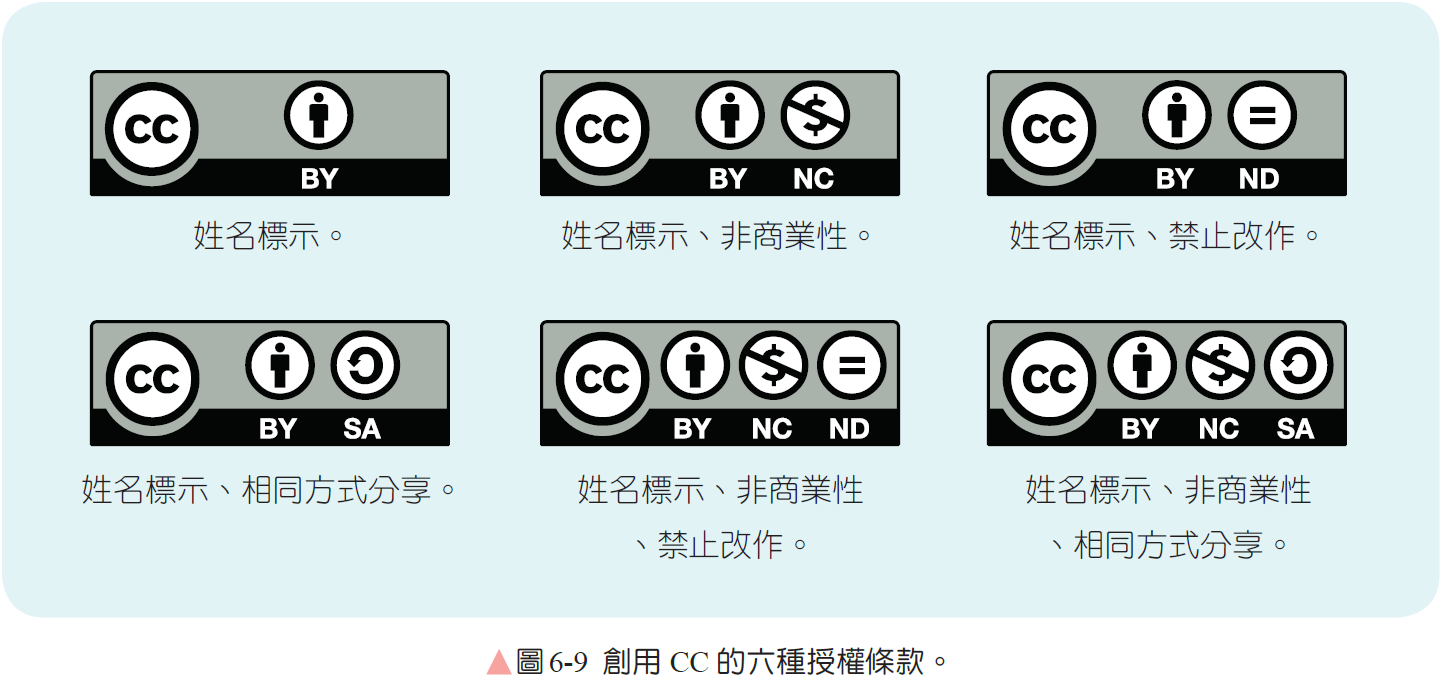 CC BY
姓名標示。
CC BY NC
姓名標示、非商業性。
CC BY ND
姓名標示、禁止改作。
CC BY SA
姓名標示、相同方式分享。
CC BY NC ND
姓名標示、非商業性
、禁止改作。
CC BY NC SA
姓名標示、非商業性
、相同方式分享。
▲圖6-9 創用 CC 的六種授權條款。